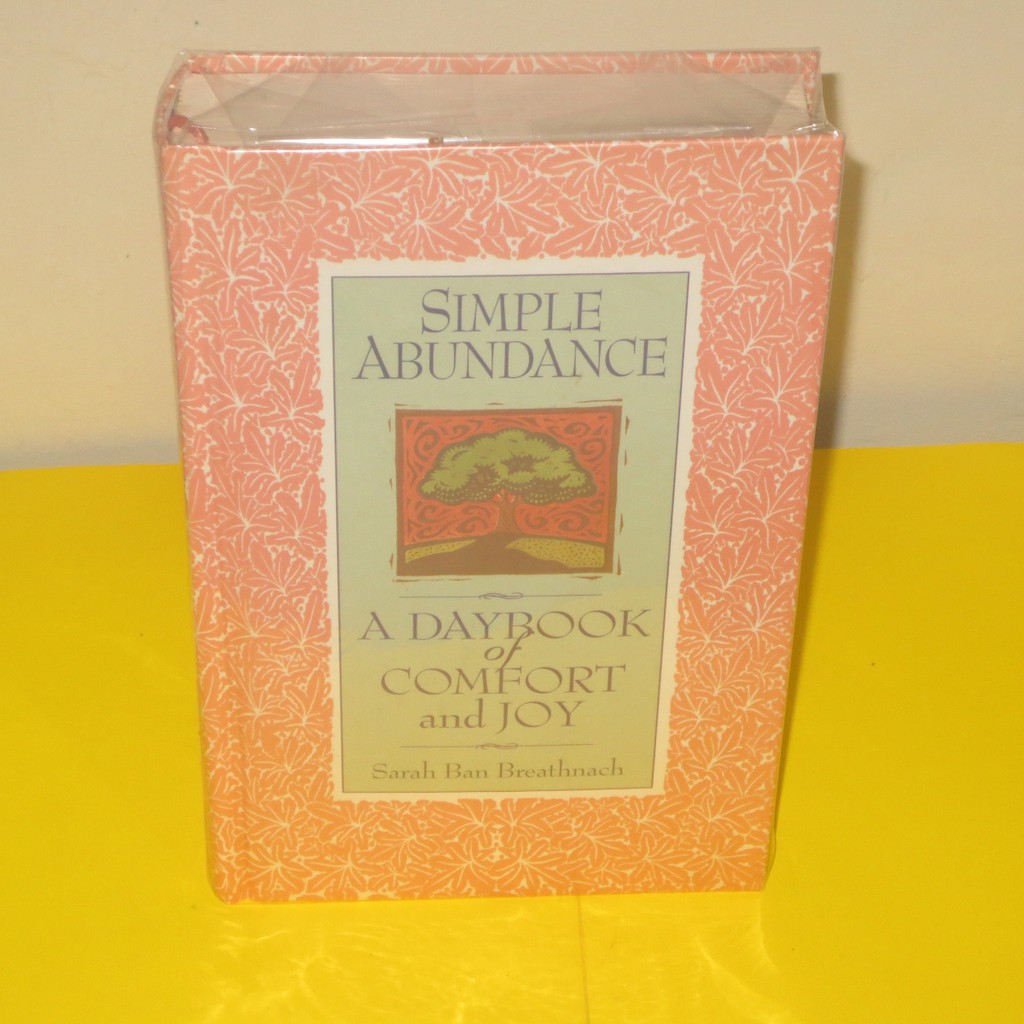 SIMPLE
ABUNDANCE
A DAYBOOK
of
COMFORT
and JOY
Sarah Ban Breathnach